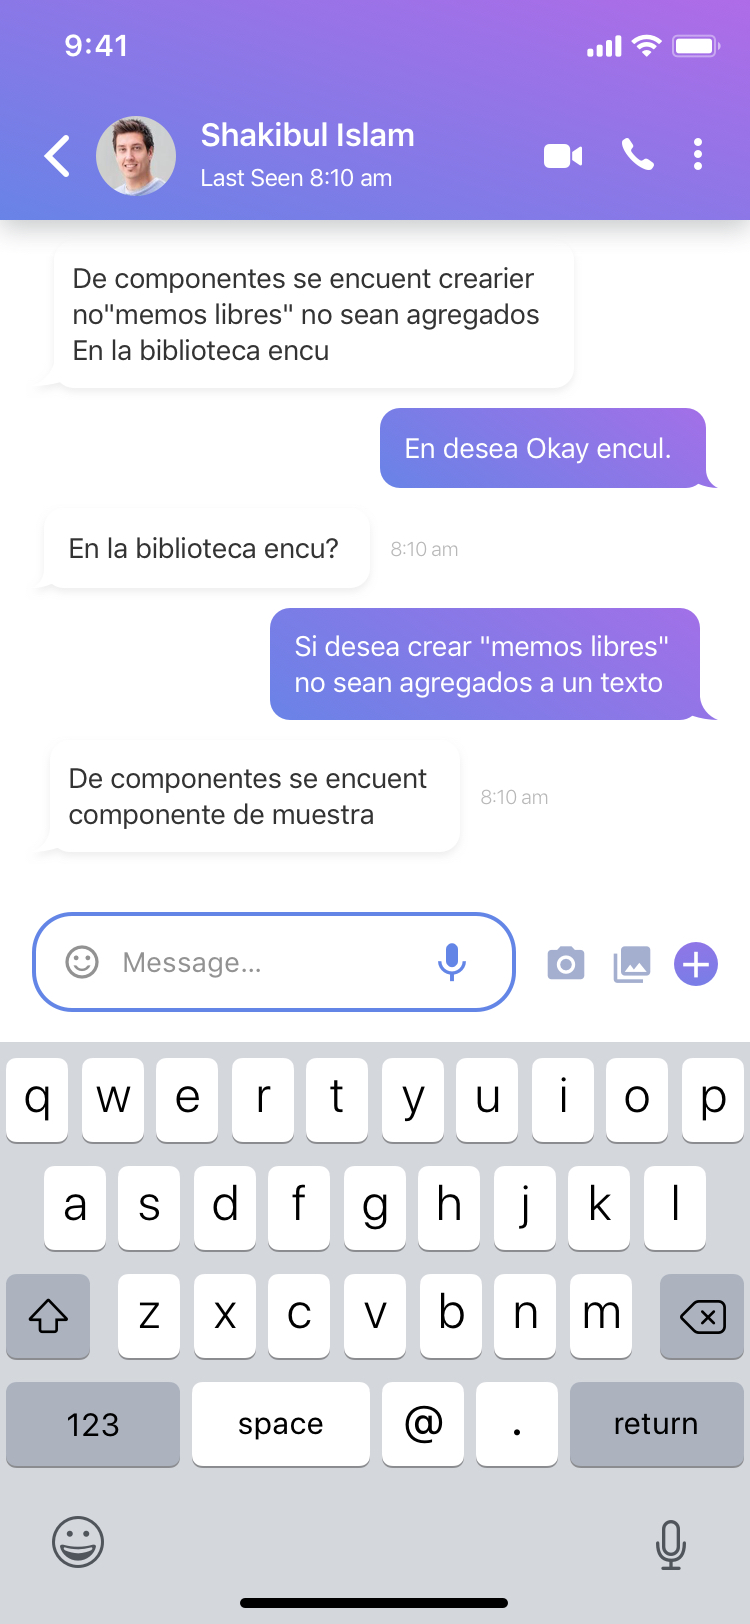 9:41
Shakibul Islam
Last Seen 8:10 am
De componentes se encuent crearier
no"memos libres" no sean agregados
En la biblioteca encu
En desea Okay encul.
En la biblioteca encu?
8:10 am
Si desea crear "memos libres"
no sean agregados a un texto
De componentes se encuent
componente de muestra
8:10 am
Message...
q w e r t y u i o p
a s d f g h j k l
z x c v b n m
123 space @ . return